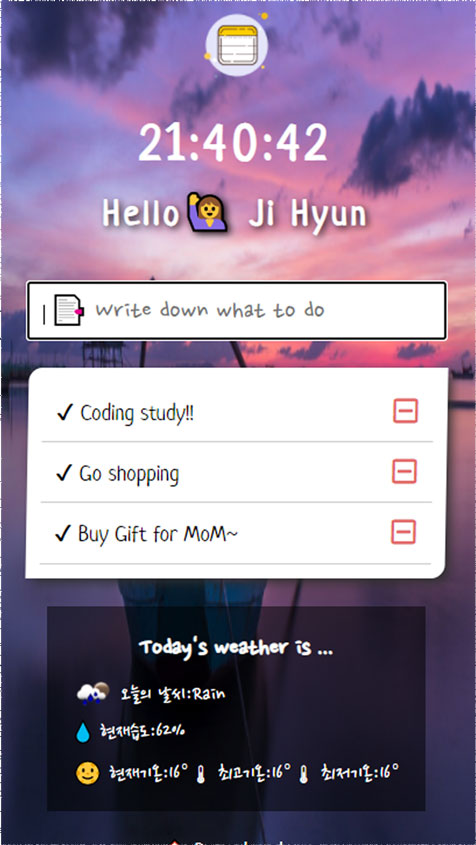 21:40:42
Hello🙋‍♀️ Ji Hyun
Write down what to do
✓ Coding study!!
✓ Go shopping
✓ Buy Gift for MoM~
Today's weather is ...
오늘의 날씨:Rain
현재습도:62%
현재기온:16° 🌡 최고기온:16° 🌡 최저기온:16°